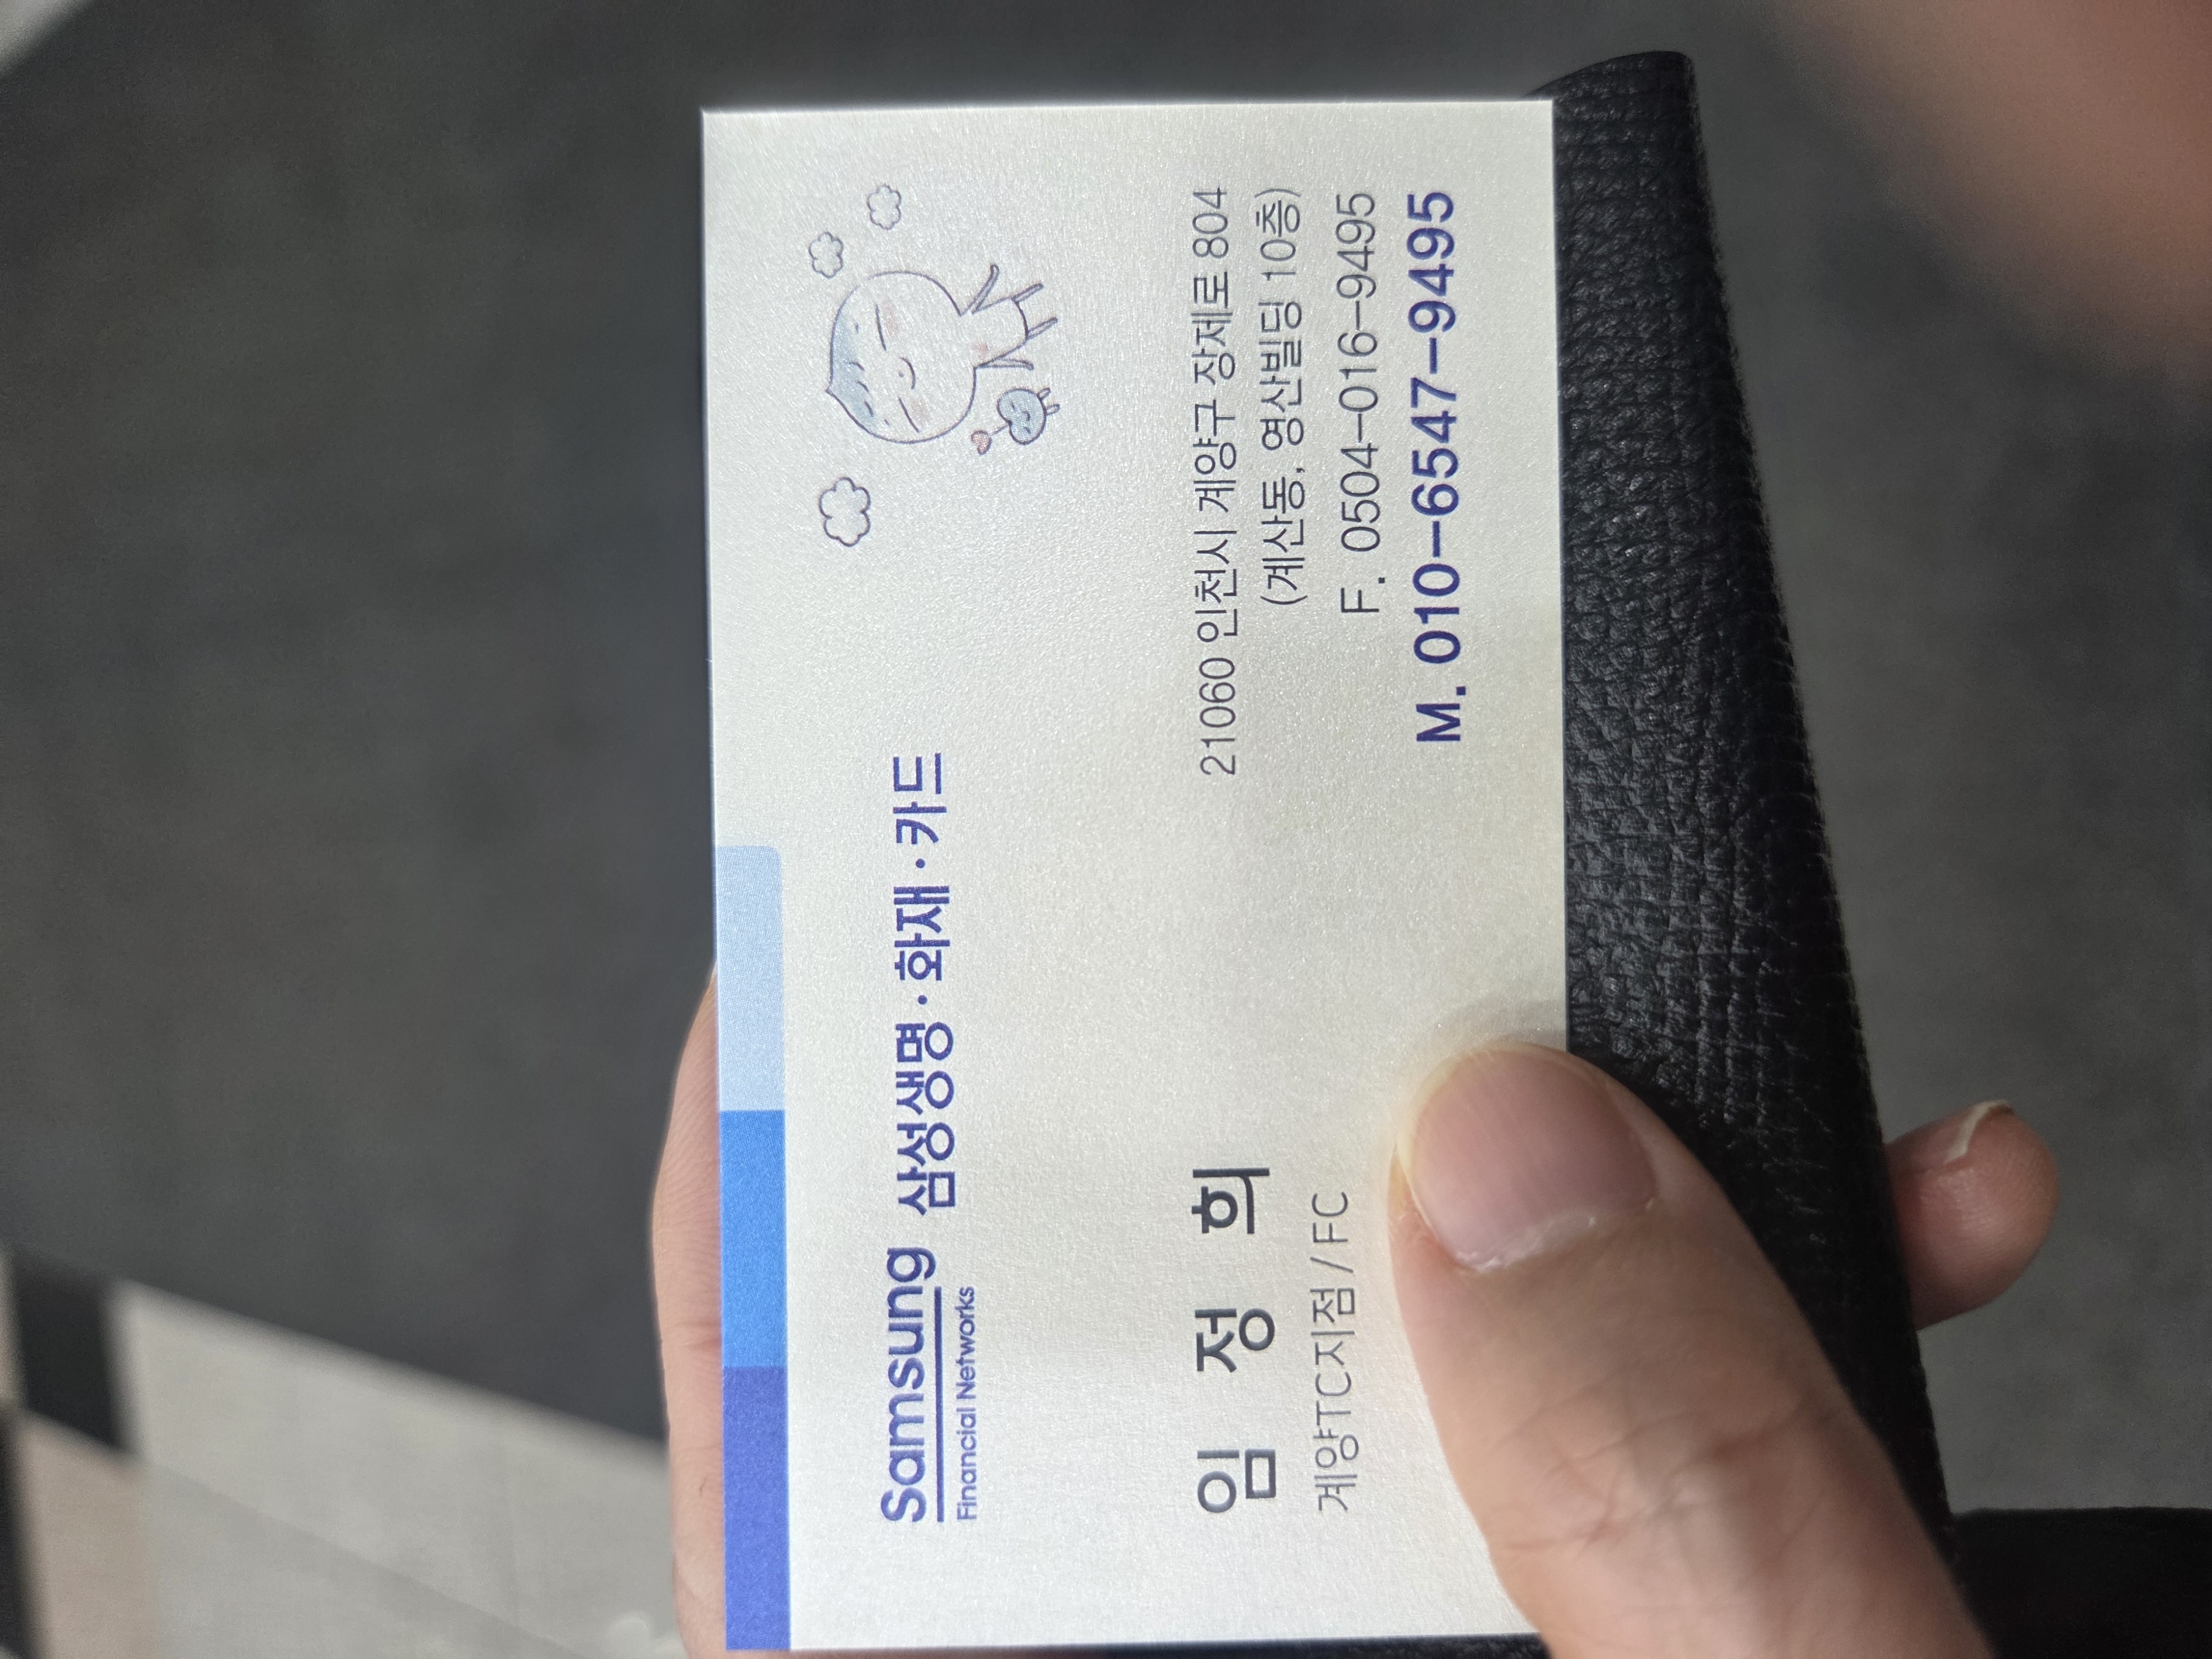 Samsung 삼성생명·화재·카드
Financial Networks
임 정 희
계양TC지점 / FC
21060 인천시 계양구 장제로 804
(계산동, 영산빌딩 10층)
F. 0504-016-9495
M. 010-6547-9495